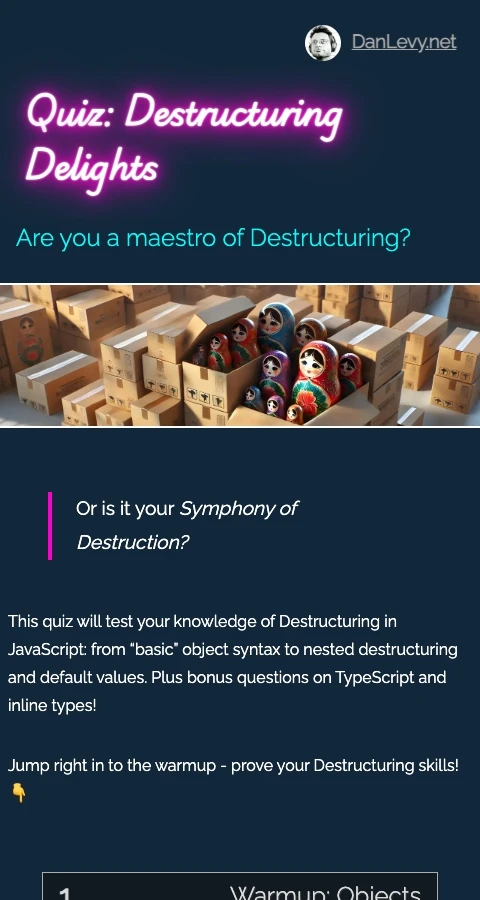 DanLevy.net
Quiz: Destructuring
Delights
Are you a maestro of Destructuring?
Or is it your Symphony of
Destruction?
This quiz will test your knowledge of Destructuring in
JavaScript: from “basic” object syntax to nested destructuring
and default values. Plus bonus questions on TypeScript and
inline types!
Jump right in to the warmup - prove your Destructuring skills!
👇
1 Warmup: Objects